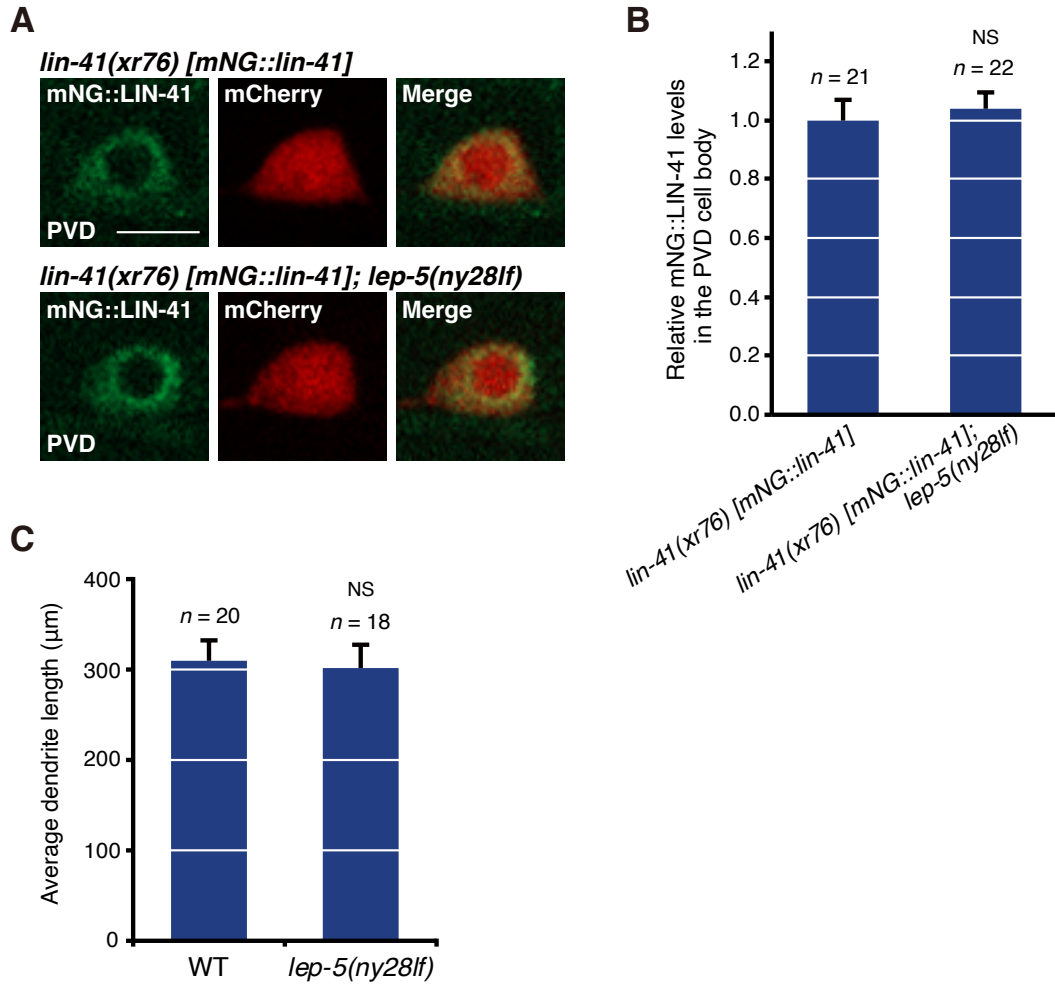 A
lin-41(xr76) [mNG::lin-41]
mNG::LIN-41 mCherry Merge
PVD
lin-41(xr76) [mNG::lin-41]; lep-5(ny28lf)
mNG::LIN-41 mCherry Merge
PVD
B
Relative mNG::LIN-41 levels
in the PVD cell body
1.2
1.0
0.8
0.6
0.4
0.2
0.0
n = 21
NS
n = 22
lin-41(xr76) [mNG::lin-41]
lin-41(xr76) [mNG::lin-41];
lep-5(ny28lf)
C
Average dendrite length (µm)
400
300
200
100
0
n = 20
NS
n = 18
WT
lep-5(ny28lf)